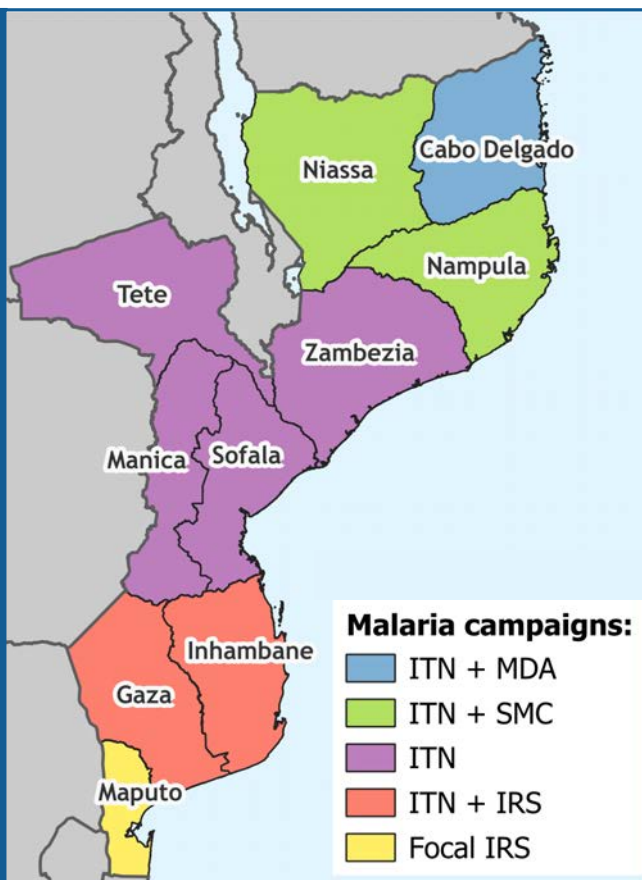 Cabo Delgado
Niassa
Nampula
Tete
Zambezia
Manica
Sofala
Inhambane
Gaza
Maputo
Malaria campaigns:
ITN + MDA
ITN + SMC
ITN
ITN + IRS
Focal IRS